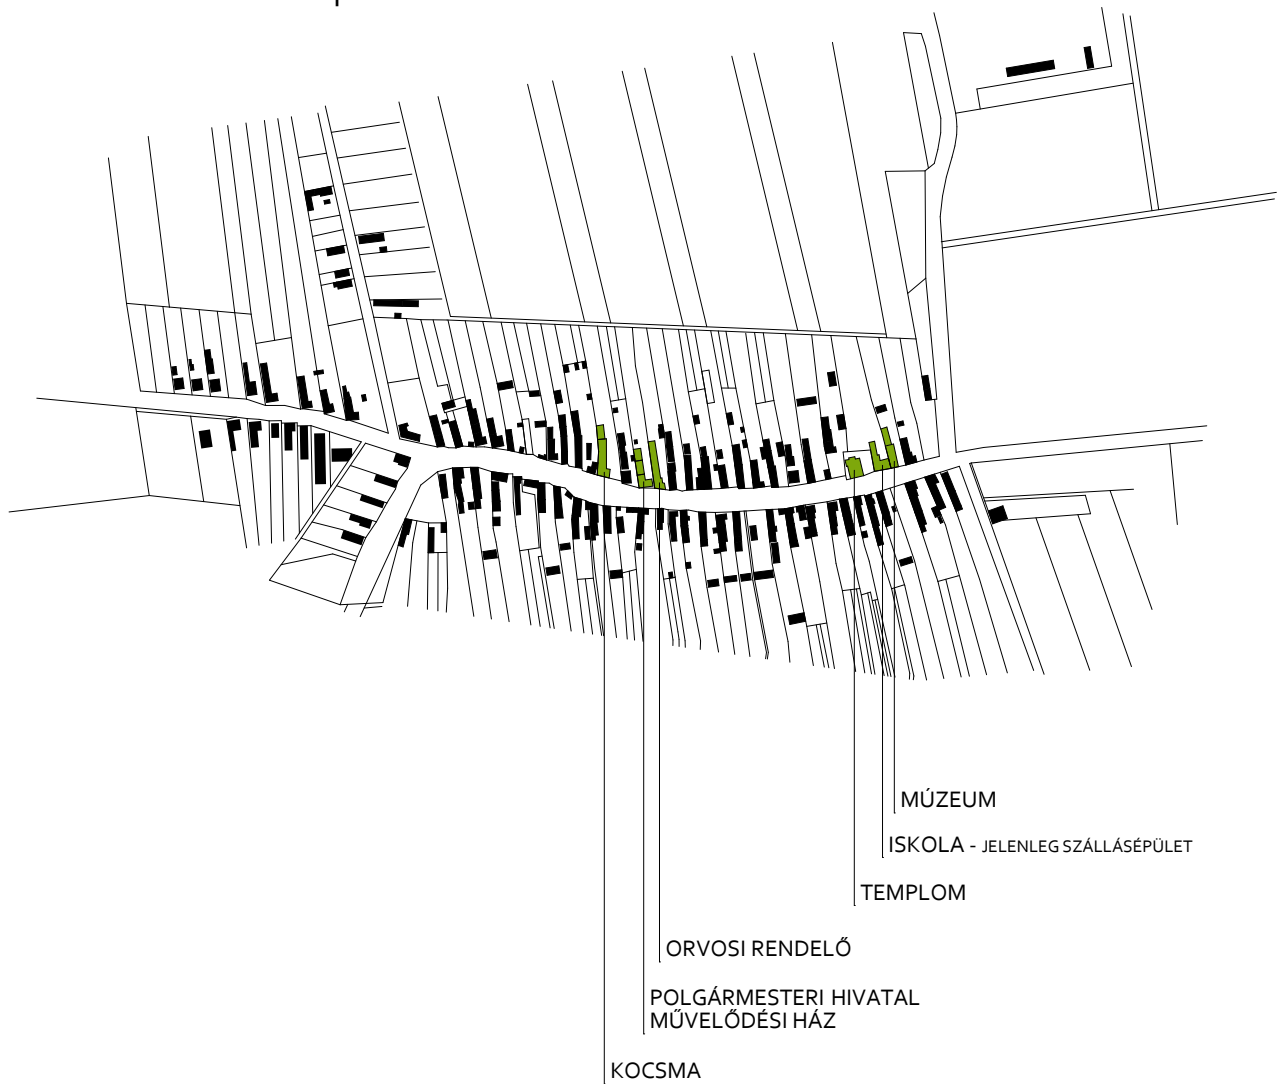 MÚZEUM
ISKOLA - JELENLEG SZÁLLÁSÉPÜLET
TEMPLOM
ORVOSI RENDELŐ
POLGÁRMESTERI HIVATAL
MŰVELŐDÉSI HÁZ
KOCSMA